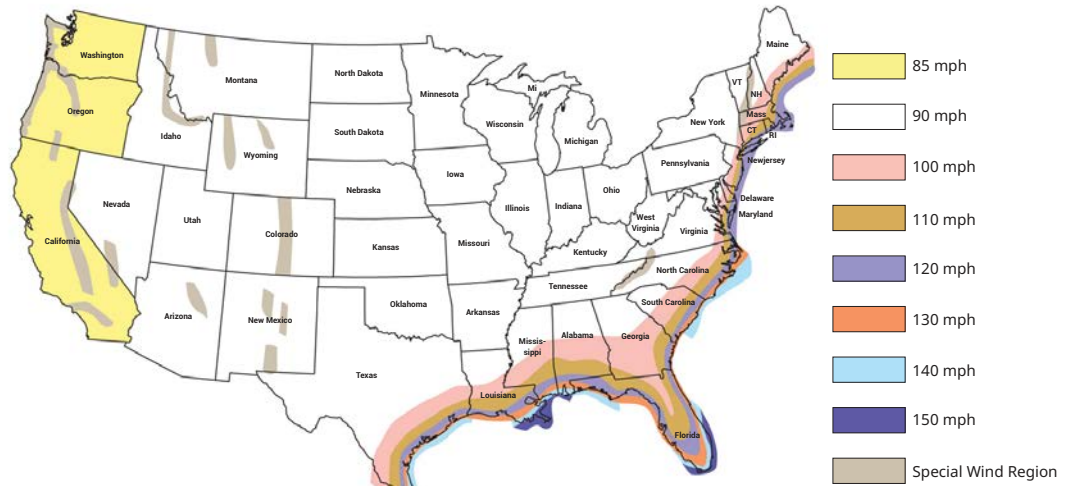 Washington
Montana
North Dakota
Minnesota
Maine
VT
NH
Oregon
Idaho
Wyoming
South Dakota
Wisconsin
Mi
Michigan
New York
Mass
CT
RI
Nebraska
Iowa
Pennsylvania
Newjersey
Nevada
Utah
Colorado
Kansas
Missouri
Illinois
Indiana
Ohio
West
Virginia
Virginia
Delaware
Maryland
California
Kentucky
Arizona
New Mexico
Oklahoma
Arkansas
Tennessee
North Carolina
South Carolina
Texas
Louisiana
Missis-
sippi
Alabama
Georgia
Florida
85 mph
90 mph
100 mph
110 mph
120 mph
130 mph
140 mph
150 mph
Special Wind Region